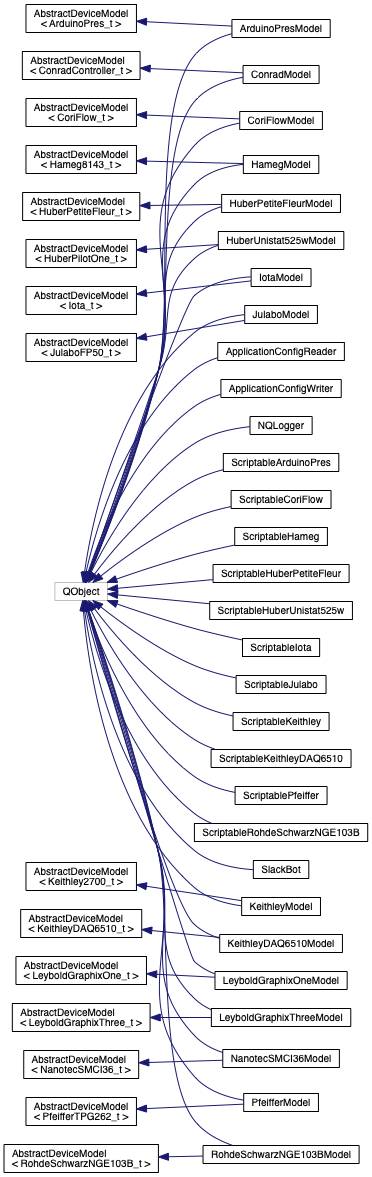 AbstractDeviceModel
< ArduinoPres_t >
ArduinoPresModel
AbstractDeviceModel
< ConradController_t >
ConradModel
AbstractDeviceModel
< CoriFlow_t >
CoriFlowModel
AbstractDeviceModel
< Hameg8143_t >
HamegModel
AbstractDeviceModel
< HuberPetiteFleur_t >
HuberPetiteFleurModel
AbstractDeviceModel
< HuberPilotOne_t >
HuberUnistat525wModel
AbstractDeviceModel
< Iota_t >
IotaModel
AbstractDeviceModel
< JulaboFP50_t >
JulaboModel
ApplicationConfigReader
ApplicationConfigWriter
NQLogger
ScriptableArduinoPres
ScriptableCoriFlow
ScriptableHameg
ScriptableHuberPetiteFleur
QObject
ScriptableHuberUnistat525w
ScriptableIota
ScriptableJulabo
ScriptableKeithley
ScriptableKeithleyDAQ6510
ScriptablePfeiffer
ScriptableRohdeSchwarzNGE103B
SlackBot
AbstractDeviceModel
< Keithley2700_t >
KeithleyModel
AbstractDeviceModel
< KeithleyDAQ6510_t >
KeithleyDAQ6510Model
AbstractDeviceModel
< LeyboldGraphixOne_t >
LeyboldGraphixOneModel
AbstractDeviceModel
< LeyboldGraphixThree_t >
LeyboldGraphixThreeModel
AbstractDeviceModel
< NanotecSMCI36_t >
NanotecSMCI36Model
AbstractDeviceModel
< PfeifferTPG262_t >
PfeifferModel
AbstractDeviceModel
< RohdeSchwarzNGE103B_t >
RohdeSchwarzNGE103BModel